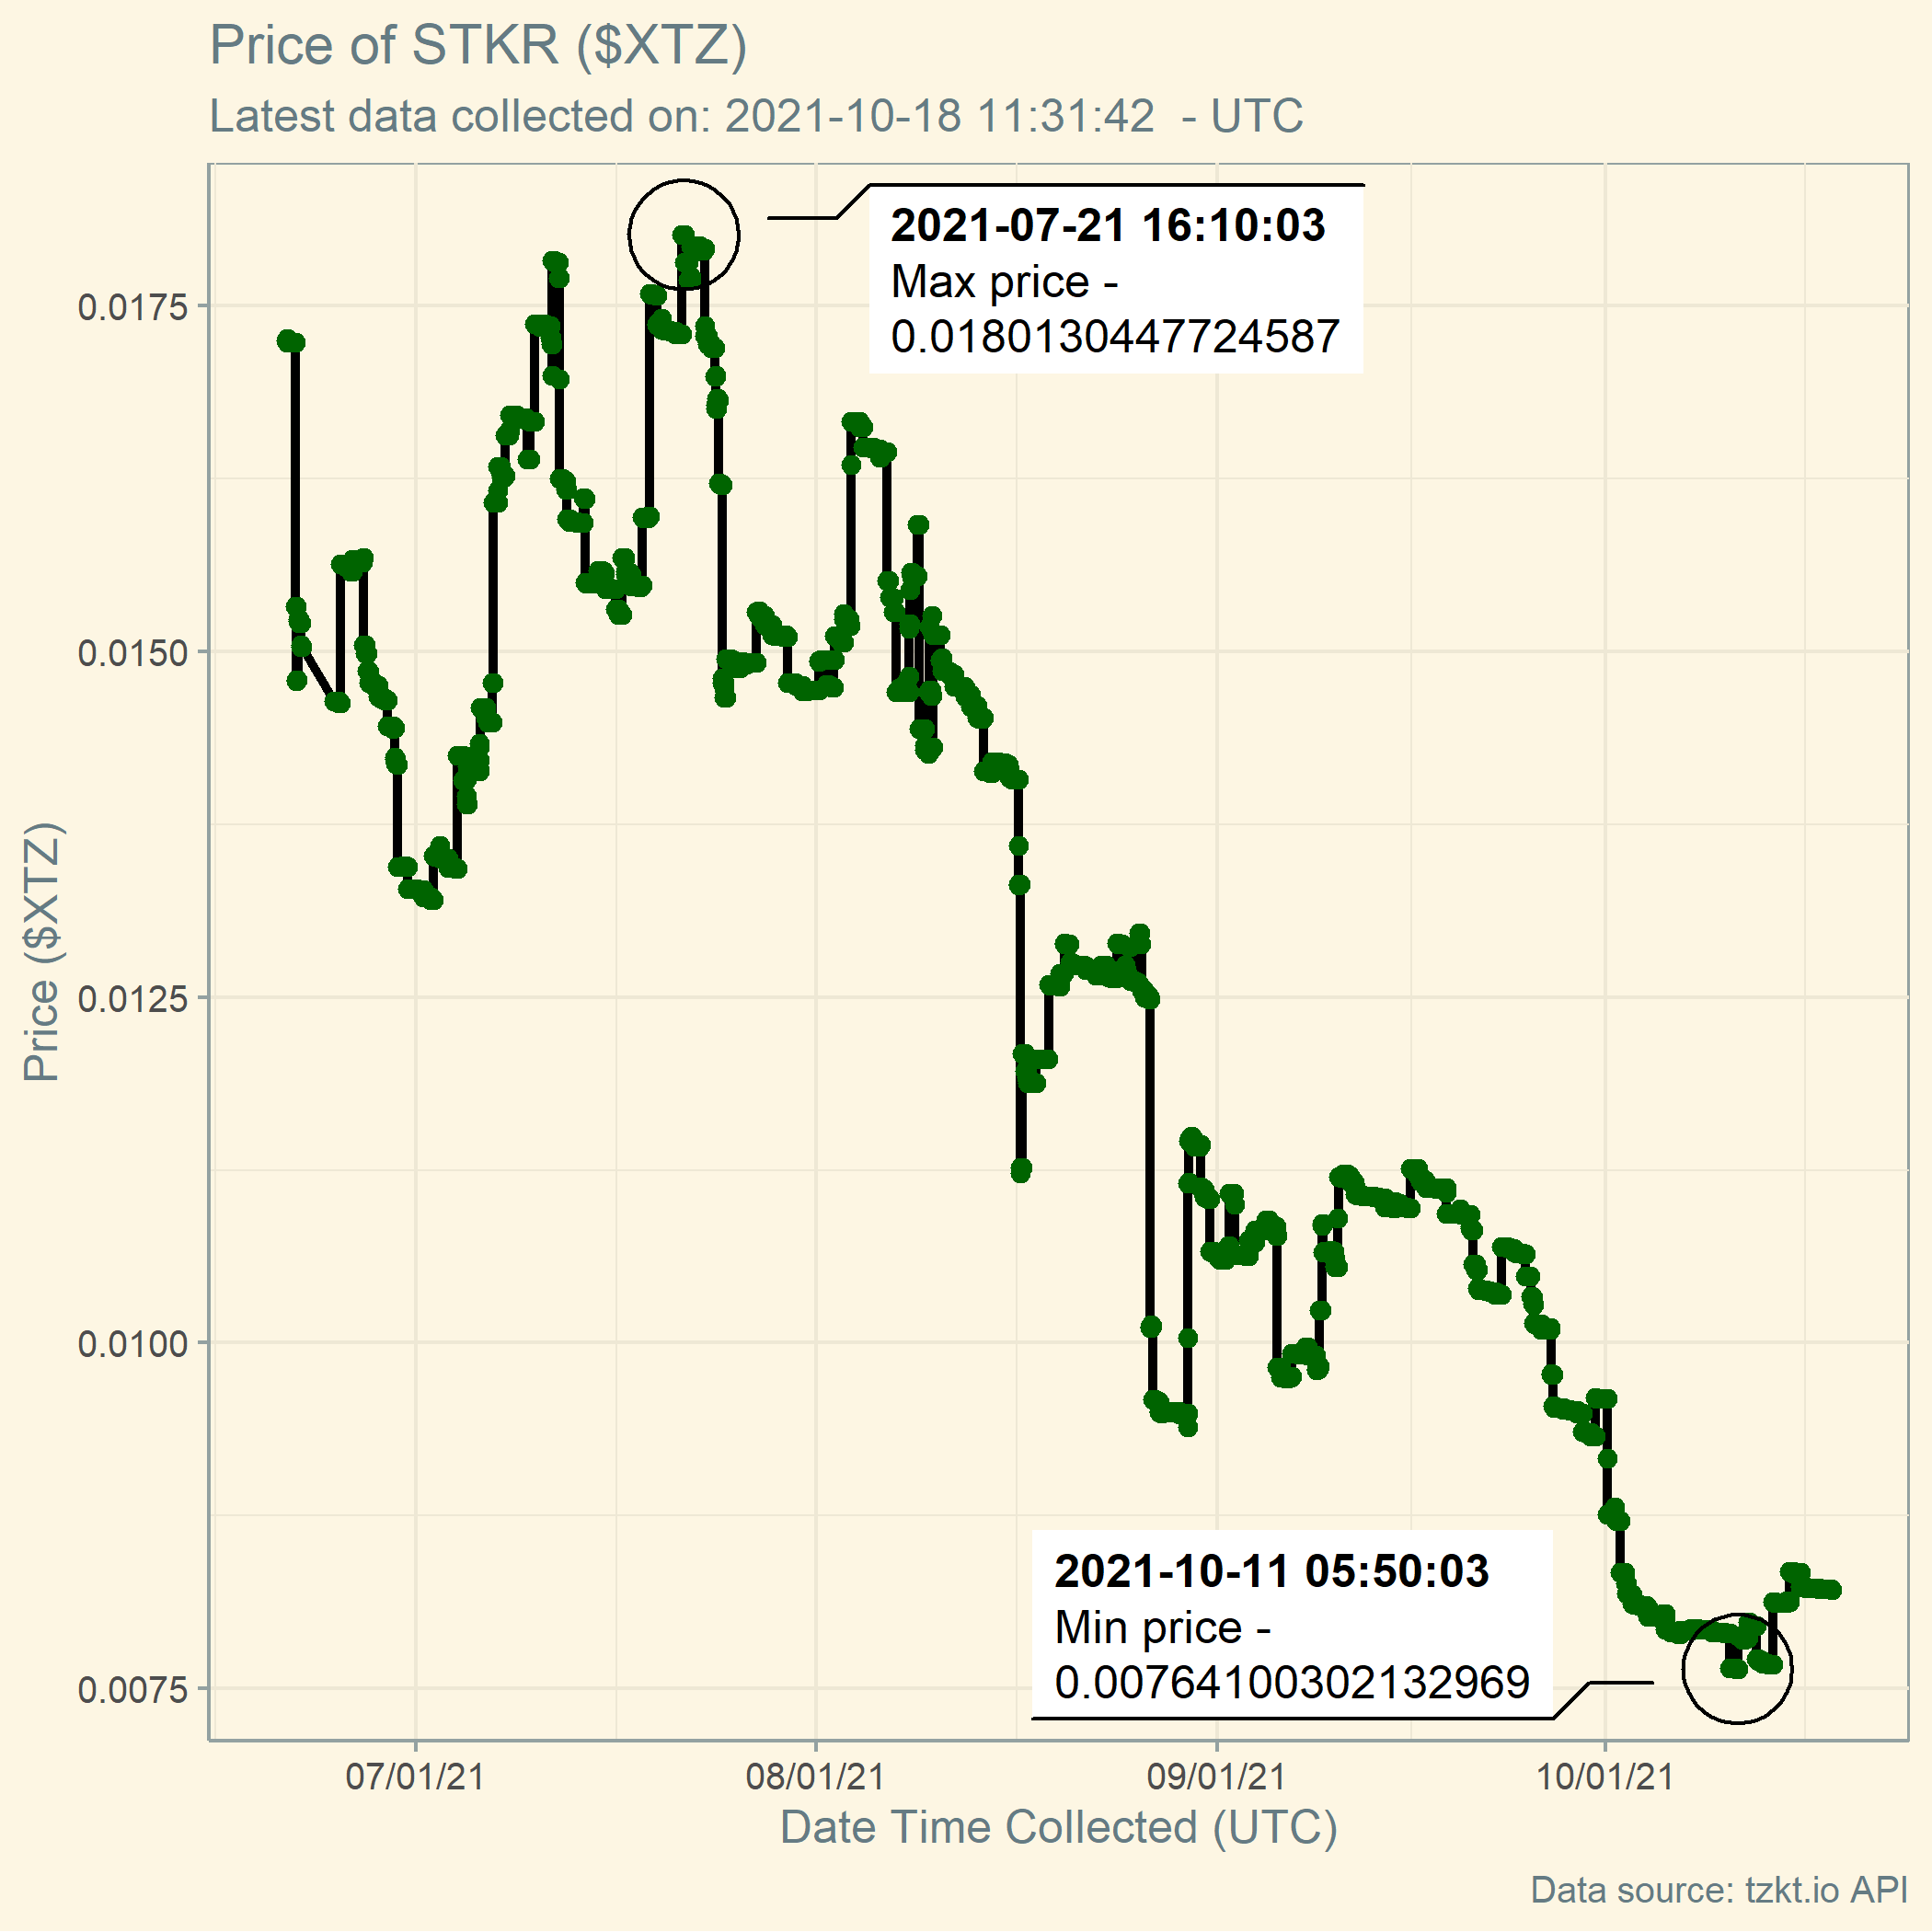 Price of STKR ($XTZ)
Latest data collected on: 2021-10-18 11:31:42  - UTC
2021-07-21 16:10:03
Max price -
0.0180130447724587
0.0175
0.0150
0.0125
0.0100
0.0075
Price ($XTZ)
2021-10-11 05:50:03
Min price -
0.00764100302132969
07/01/21
08/01/21
09/01/21
10/01/21
Date Time Collected (UTC)
Data source: tzkt.io API